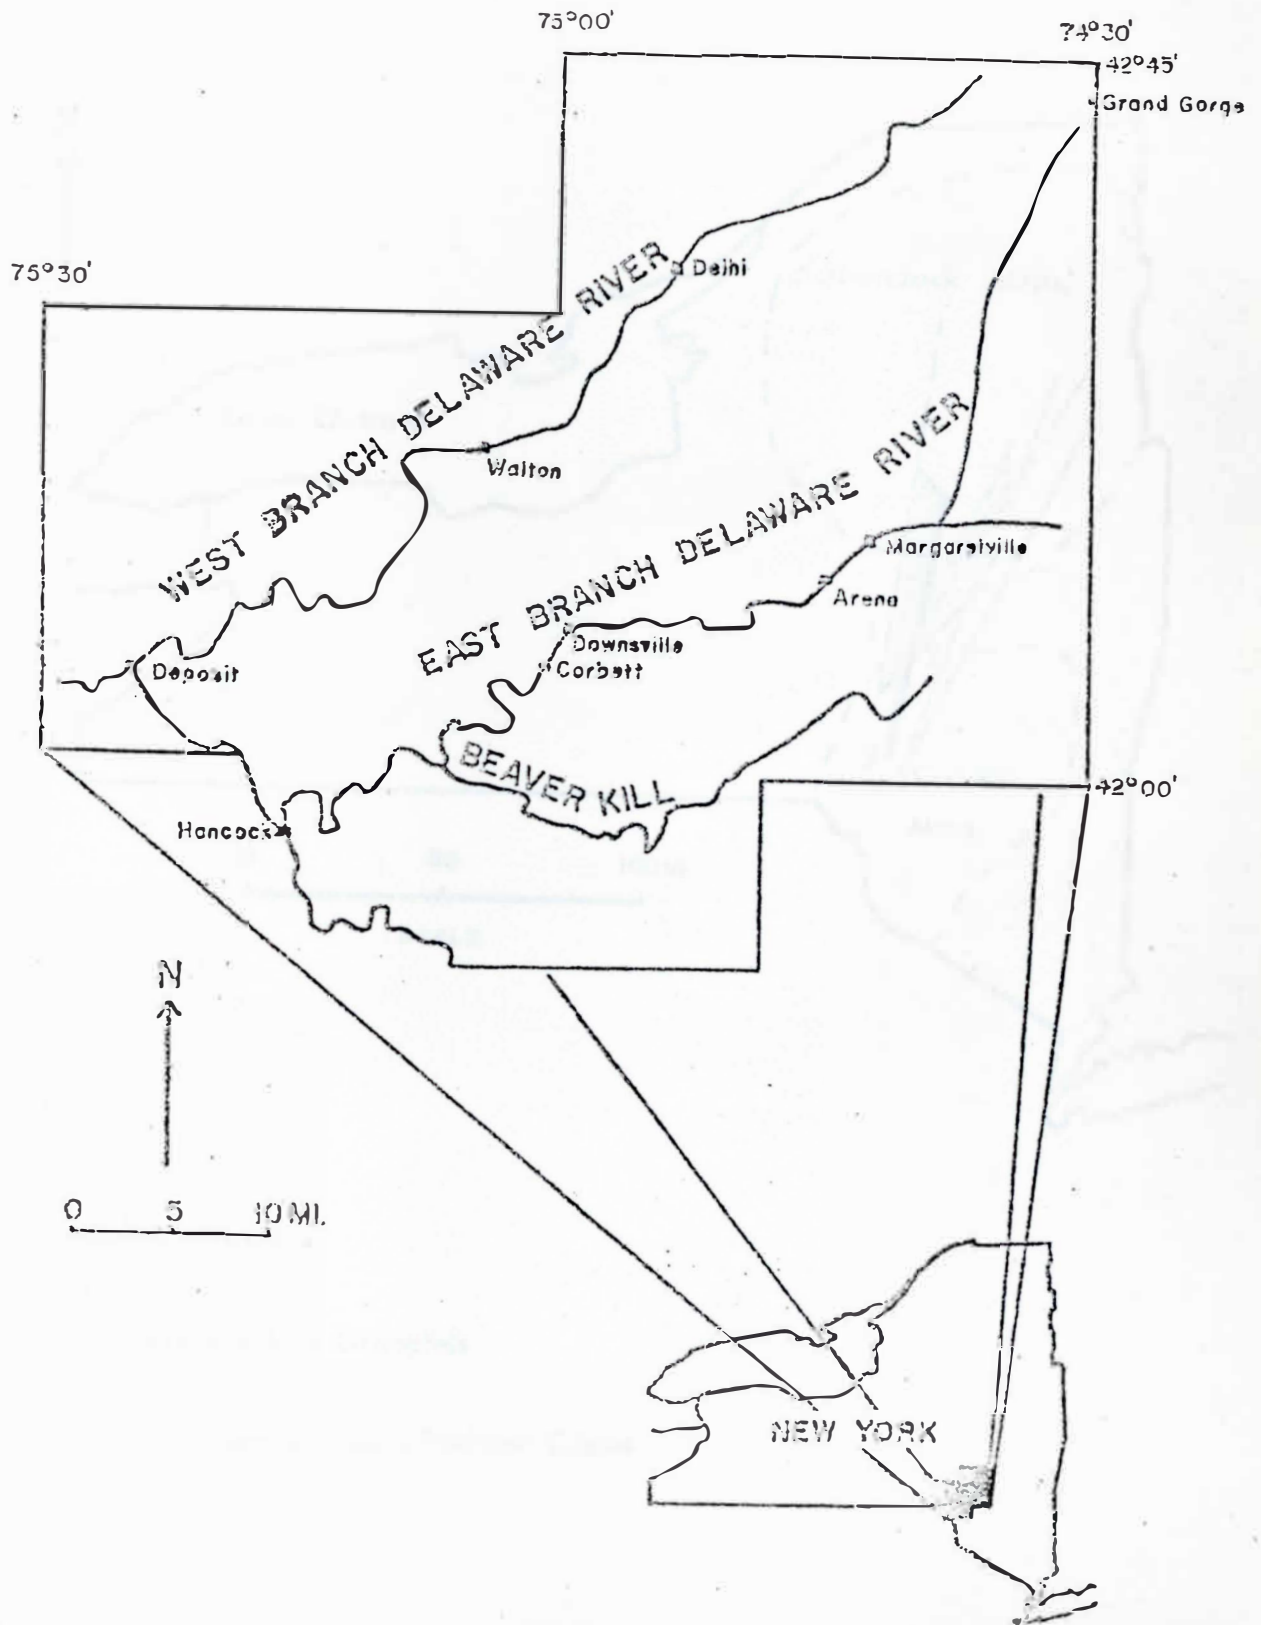 75°00'
74°30'
42°45'
Grand Gorge
75°30'
Delhi
WEST BRANCH DELAWARE RIVER
Walton
EAST BRANCH DELAWARE RIVER
Margaretville
Arena
Downsville
Corbett
Deposit
BEAVER KILL
42°00'
Hancock
N
0 5 10 MI.
NEW YORK